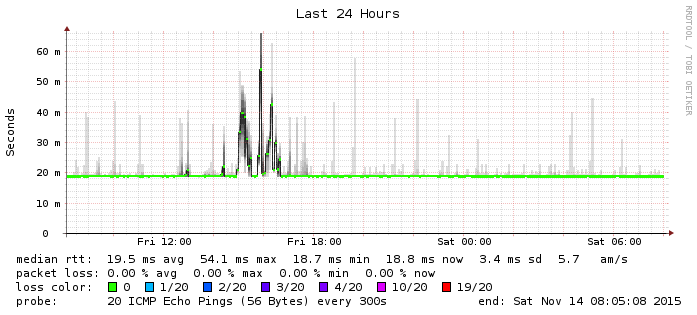 Last 24 Hours
RRDTOOL / TOBI OETIKER
Seconds
60 m
50 m
40 m
30 m
20 m
10 m
0
Fri 12:00 Fri 18:00 Sat 00:00 Sat 06:00
median rtt: 19.5 ms avg 54.1 ms max 18.7 ms min 18.8 ms now 3.4 ms sd 5.7 am/s
packet loss: 0.00 % avg 0.00 % max 0.00 % min 0.00 % now
loss color: 0 1/20 2/20 3/20 4/20 10/20 19/20
probe: 20 ICMP Echo Pings (56 Bytes) every 300s end: Sat Nov 14 08:05:08 2015